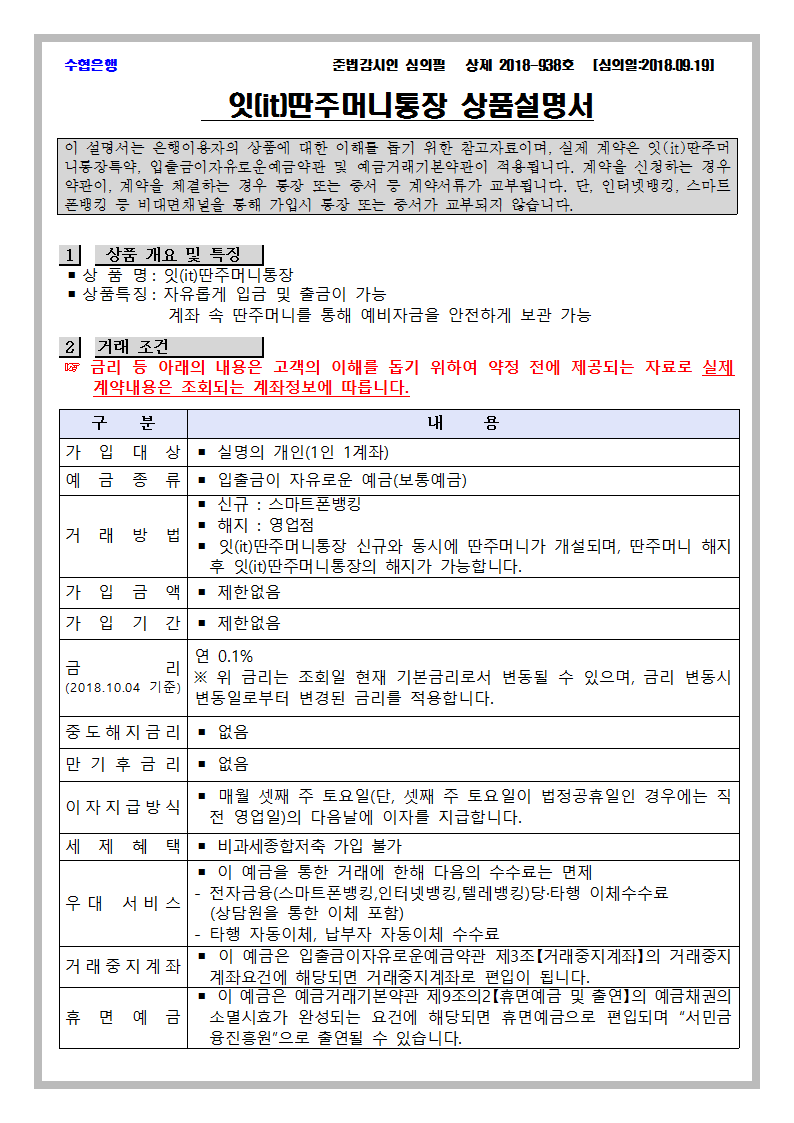 수협은행 준법감시인 심의필 상제 2018-938호 [심의일:2018.09.19]
잇(it)딴주머니통장 상품설명서
이 설명서는 은행이용자의 상품에 대한 이해를 돕기 위한 참고자료이며, 실제 계약은 잇(it)딴주머
니통장특약, 입출금이자유로운예금약관 및 예금거래기본약관이 적용됩니다. 계약을 신청하는 경우
약관이, 계약을 체결하는 경우 통장 또는 증서 등 계약서류가 교부됩니다. 단, 인터넷뱅킹, 스마트
폰뱅킹 등 비대면채널을 통해 가입시 통장 또는 증서가 교부되지 않습니다.
1 상품 개요 및 특징
■ 상 품 명 : 잇(it)딴주머니통장
■ 상품특징 : 자유롭게 입금 및 출금이 가능
계좌 속 딴주머니를 통해 예비자금을 안전하게 보관 가능
2 거래 조건
☞ 금리 등 아래의 내용은 고객의 이해를 돕기 위하여 약정 전에 제공되는 자료로 실제
계약내용은 조회되는 계좌정보에 따릅니다.
구 분 내 용
가 입 대 상 ■ 실명의 개인(1인 1계좌)
예 금 종 류 ■ 입출금이 자유로운 예금(보통예금)
거 래 방 법 ■ 신규 : 스마트폰뱅킹
■ 해지 : 영업점
■ 잇(it)딴주머니통장 신규와 동시에 딴주머니가 개설되며, 딴주머니 해지
후 잇(it)딴주머니통장의 해지가 가능합니다.
가 입 금 액 ■ 제한없음
가 입 기 간 ■ 제한없음
금 리
(2018.10.04 기준)
연 0.1%
※ 위 금리는 조회일 현재 기본금리로서 변동될 수 있으며, 금리 변동시
변동일로부터 변경된 금리를 적용합니다.
중도해지금리 ■ 없음
만 기 후 금 리 ■ 없음
이자지급방식 ■ 매월 셋째 주 토요일(단, 셋째 주 토요일이 법정공휴일인 경우에는 직
전 영업일)의 다음날에 이자를 지급합니다.
세 제 혜 택 ■ 비과세종합저축 가입 불가
우대 서비스 ■ 이 예금을 통한 거래에 한해 다음의 수수료는 면제
- 전자금융(스마트폰뱅킹,인터넷뱅킹,텔레뱅킹)당·타행 이체수수료
(상담원을 통한 이체 포함)
- 타행 자동이체, 납부자 자동이체 수수료
거래중지계좌 ■ 이 예금은 입출금이자유로운예금약관 제3조【거래중지계좌】의 거래중지
계좌요건에 해당되면 거래중지계좌로 편입이 됩니다.
휴 면 예 금 ■ 이 예금은 예금거래기본약관 제9조의2【휴면예금 및 출연】의 예금채권의
소멸시효가 완성되는 요건에 해당되면 휴면예금으로 편입되며 “서민금
융진흥원”으로 출연될 수 있습니다.